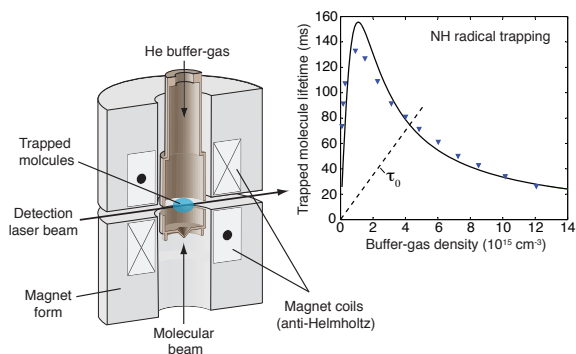 He buffer-gas
Trapped
molcules
Detection
laser beam
Magnet
form
Molecular
beam
Magnet coils
(anti-Helmholtz)
NH radical trapping
Trapped molecule lifetime (ms)
160
140
120
100
80
60
40
20
0
τ0
0 2 4 6 8 10 12 14
Buffer-gas density (10¹⁵ cm⁻³)